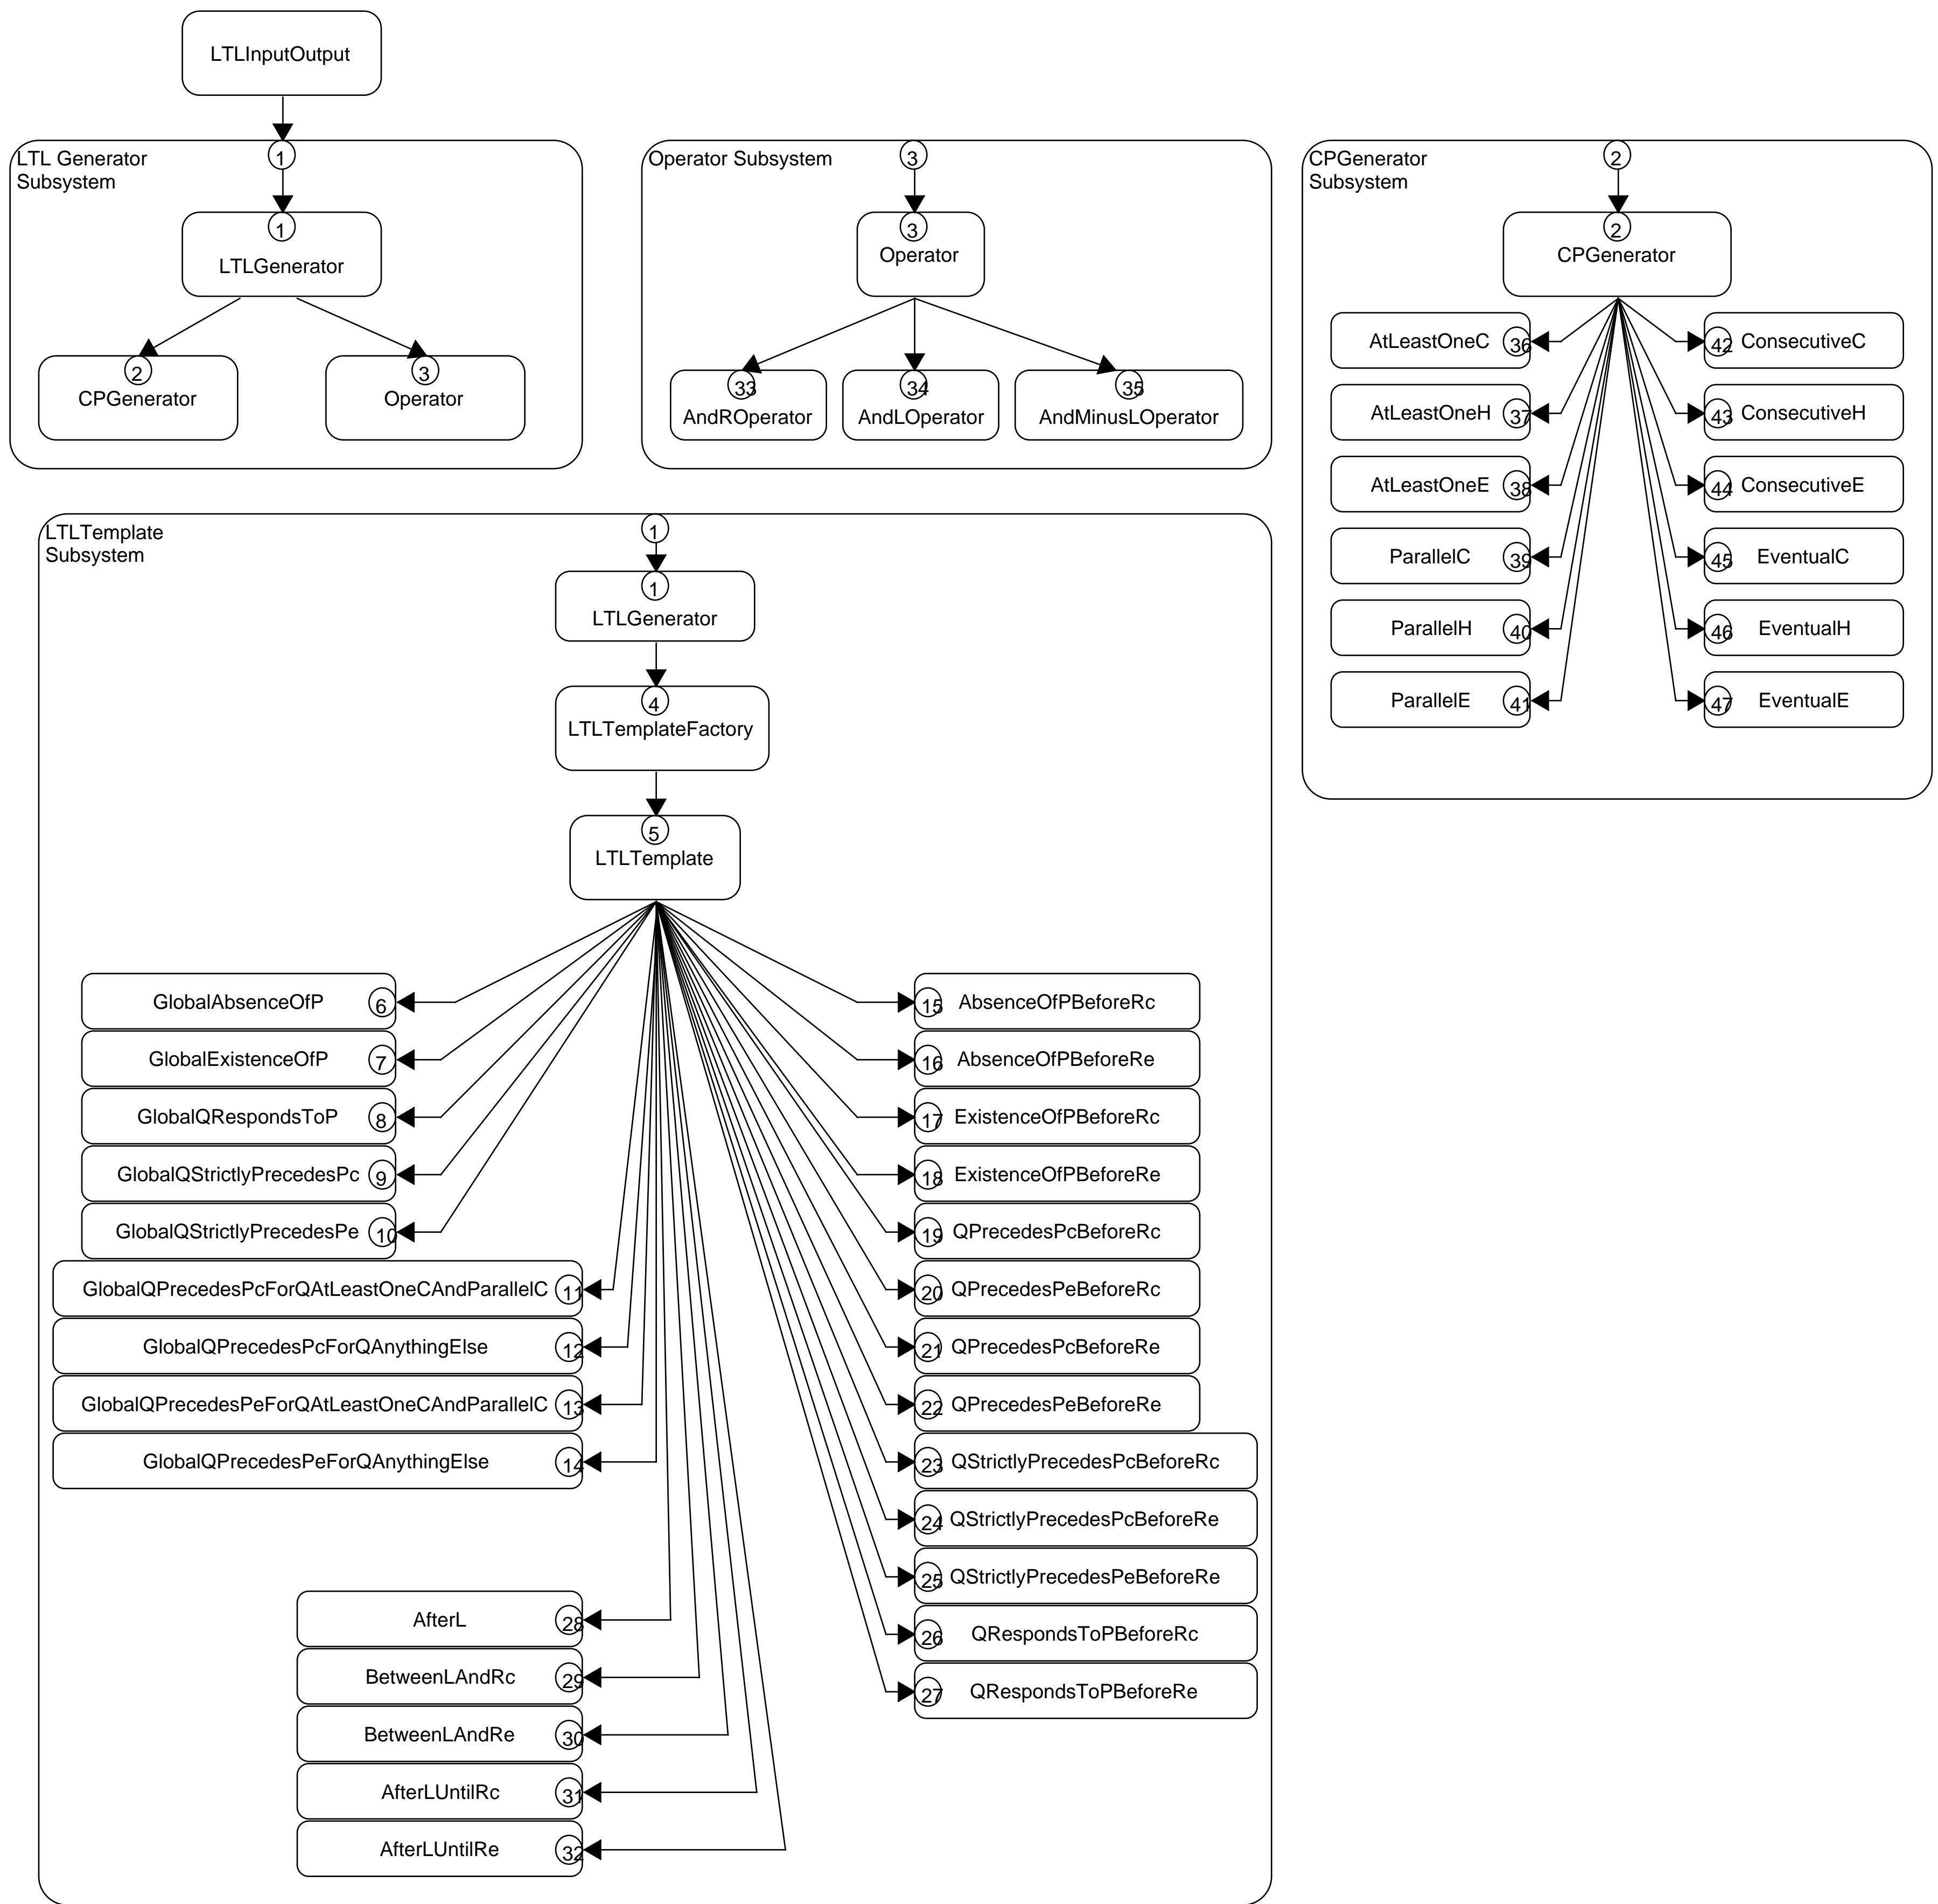 LTLInputOutput
LTL Generator
Subsystem
1
1
LTLGenerator
2
CPGenerator
3
Operator
Operator Subsystem
3
3
Operator
33
AndROperator
34
AndLOperator
35
AndMinusLOperator
CPGenerator
Subsystem
2
2
CPGenerator
AtLeastOneC 36
AtLeastOneH 37
AtLeastOneE 38
ParallelC 39
ParallelH 40
ParallelE 41
42 ConsecutiveC
43 ConsecutiveH
44 ConsecutiveE
45 EventualC
46 EventualH
47 EventualE
LTLTemplate
Subsystem
1
1
LTLGenerator
4
LTLTemplateFactory
5
LTLTemplate
GlobalAbsenceOfP 6
GlobalExistenceOfP 7
GlobalQRespondsToP 8
GlobalQStrictlyPrecedesPc 9
GlobalQStrictlyPrecedesPe 10
GlobalQPrecedesPcForQAtLeastOneCAndParallelC 11
GlobalQPrecedesPcForQAnythingElse 12
GlobalQPrecedesPeForQAtLeastOneCAndParallelC 13
GlobalQPrecedesPeForQAnythingElse 14
15 AbsenceOfPBeforeRc
16 AbsenceOfPBeforeRe
17 ExistenceOfPBeforeRc
18 ExistenceOfPBeforeRe
19 QPrecedesPcBeforeRc
20 QPrecedesPeBeforeRc
21 QPrecedesPcBeforeRe
22 QPrecedesPeBeforeRe
23 QStrictlyPrecedesPcBeforeRc
24 QStrictlyPrecedesPcBeforeRe
25 QStrictlyPrecedesPeBeforeRe
26 QRespondsToPBeforeRc
27 QRespondsToPBeforeRe
AfterL 28
BetweenLAndRc 29
BetweenLAndRe 30
AfterLUntilRc 31
AfterLUntilRe 32